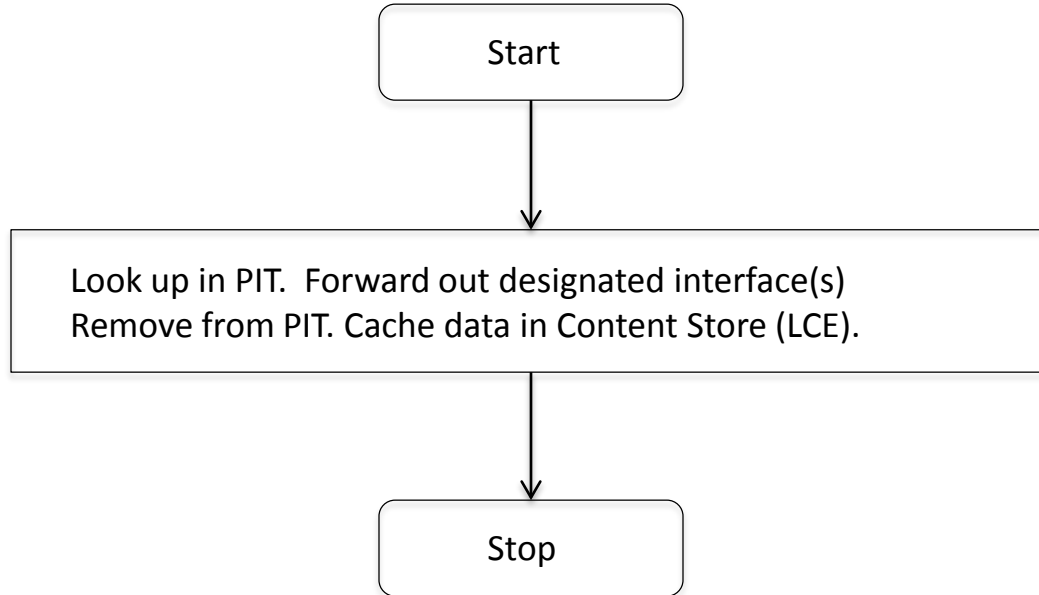 Start
Look up in PIT.  Forward out designated interface(s)
Remove from PIT. Cache data in Content Store (LCE).
Stop